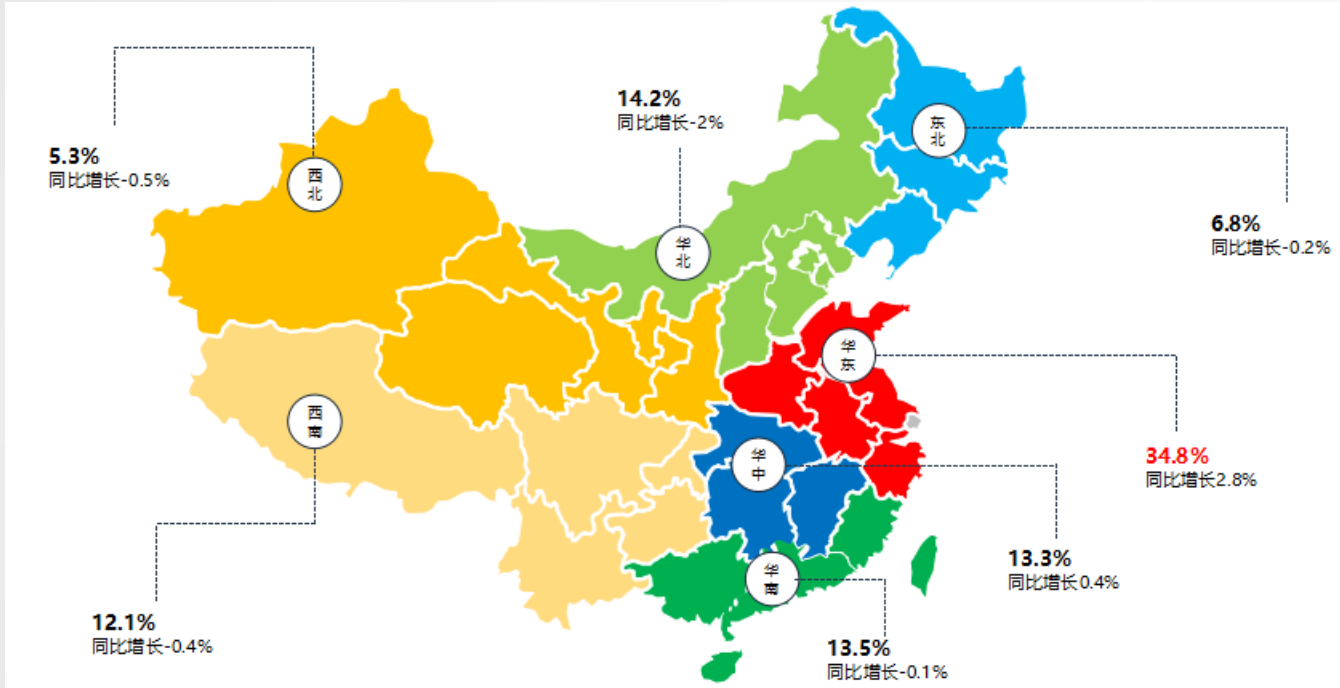 14.2%
同比增长-2%
东
北
5.3%
同比增长-0.5%
西
北
6.8%
同比增长-0.2%
华
北
华
东
西
南
34.8%
同比增长2.8%
华
中
13.3%
同比增长0.4%
华
南
12.1%
同比增长-0.4%
13.5%
同比增长-0.1%